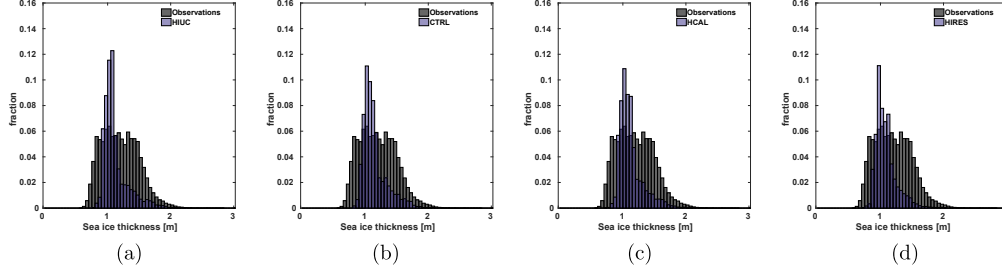 0.16
0.14
0.12
0.1
0.08
0.06
0.04
0.02
0
fraction
Observations
HIUC
0 1 2 3
Sea ice thickness [m]
(a)
0.16
0.14
0.12
0.1
0.08
0.06
0.04
0.02
0
fraction
Observations
CTRL
0 1 2 3
Sea ice thickness [m]
(b)
0.16
0.14
0.12
0.1
0.08
0.06
0.04
0.02
0
fraction
Observations
HCAL
0 1 2 3
Sea ice thickness [m]
(c)
0.16
0.14
0.12
0.1
0.08
0.06
0.04
0.02
0
fraction
Observations
HIRES
0 1 2
Sea ice thickness [m]
(d)